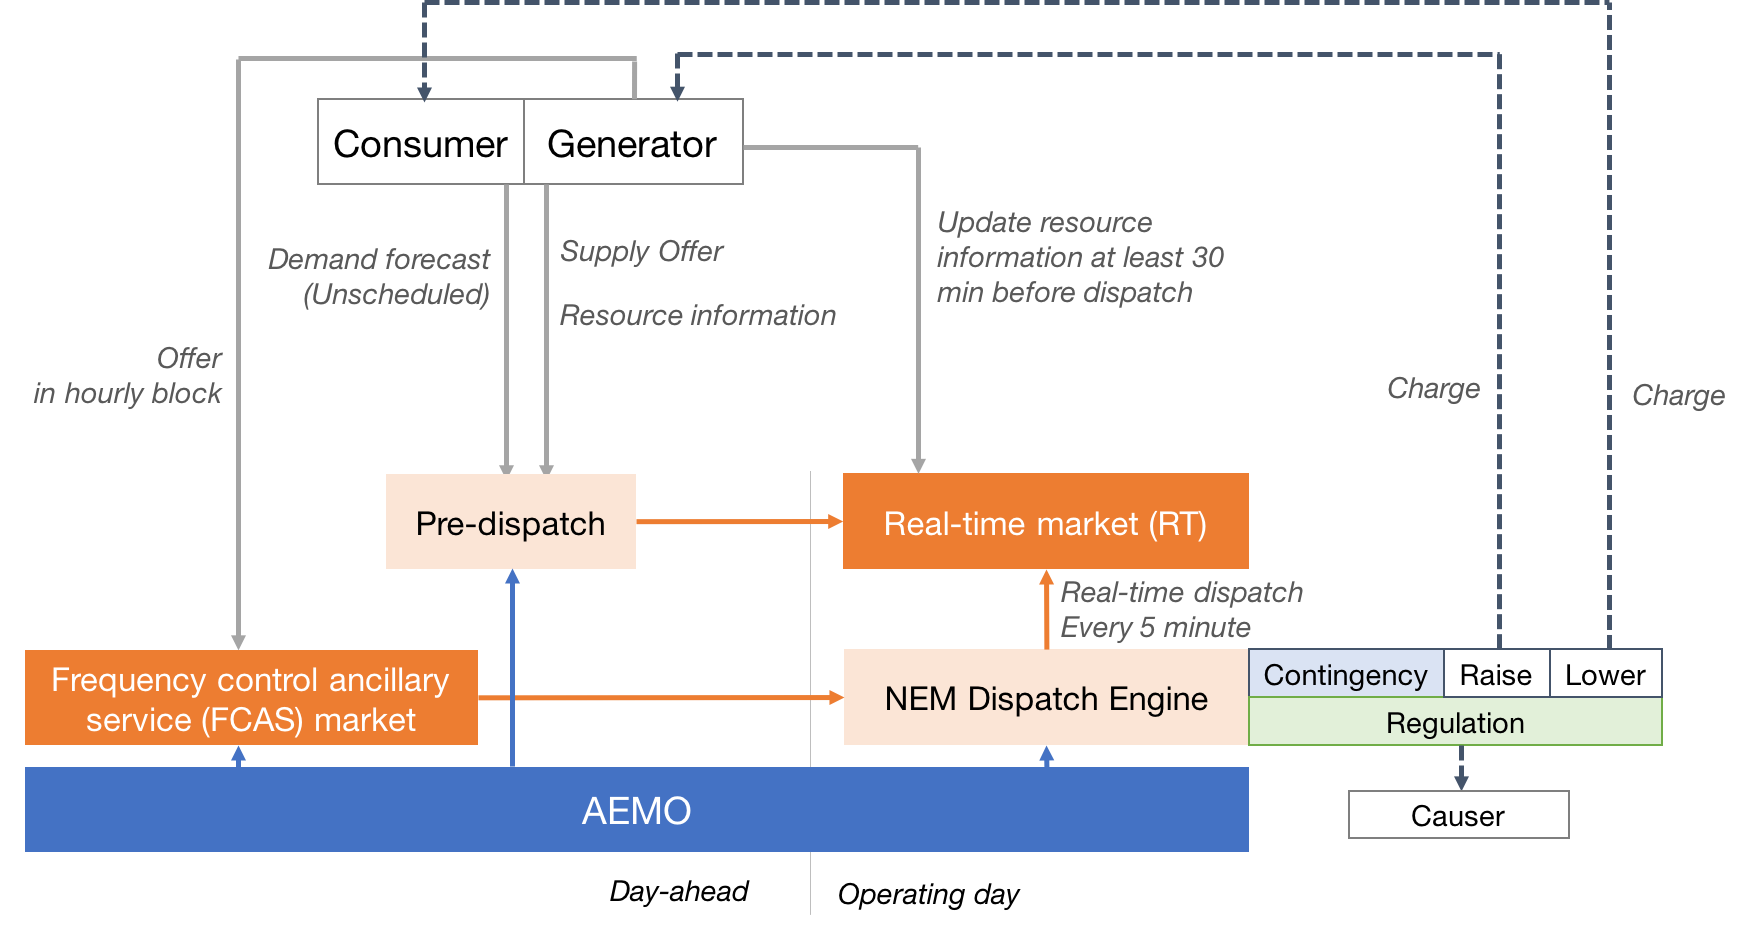 Consumer
Generator
Demand forecast
(Unscheduled)
Supply Offer
Resource information
Update resource
information at least 30
min before dispatch
Offer
in hourly block
Charge
Charge
Pre-dispatch
Real-time market (RT)
Real-time dispatch
Every 5 minute
Frequency control ancillary
service (FCAS) market
NEM Dispatch Engine
Contingency
Raise
Lower
Regulation
AEMO
Causer
Day-ahead
Operating day